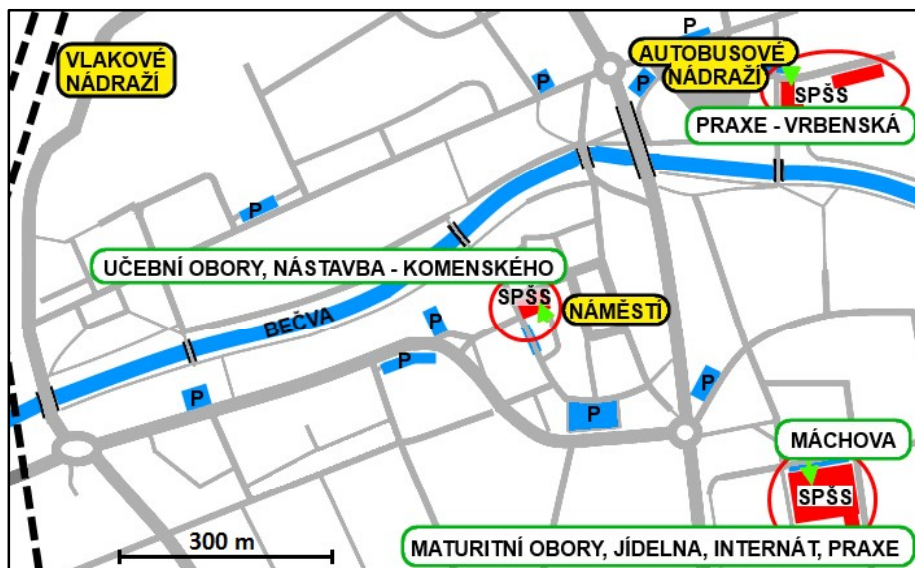 VLAKOVÉ
NÁDRAŽÍ
P
AUTOBUSOVÉ
NÁDRAŽÍ
P
P
SPŠS
PRAXE - VRBENSKÁ
P
UČEBNÍ OBORY, NÁSTAVBA - KOMENSKÉHO
SPŠS
NÁMĚSTÍ
BEČVA
P
P
P
P
P
MÁCHOVA
SPŠS
300 m
MATURITNÍ OBORY, JÍDELNA, INTERNÁT, PRAXE